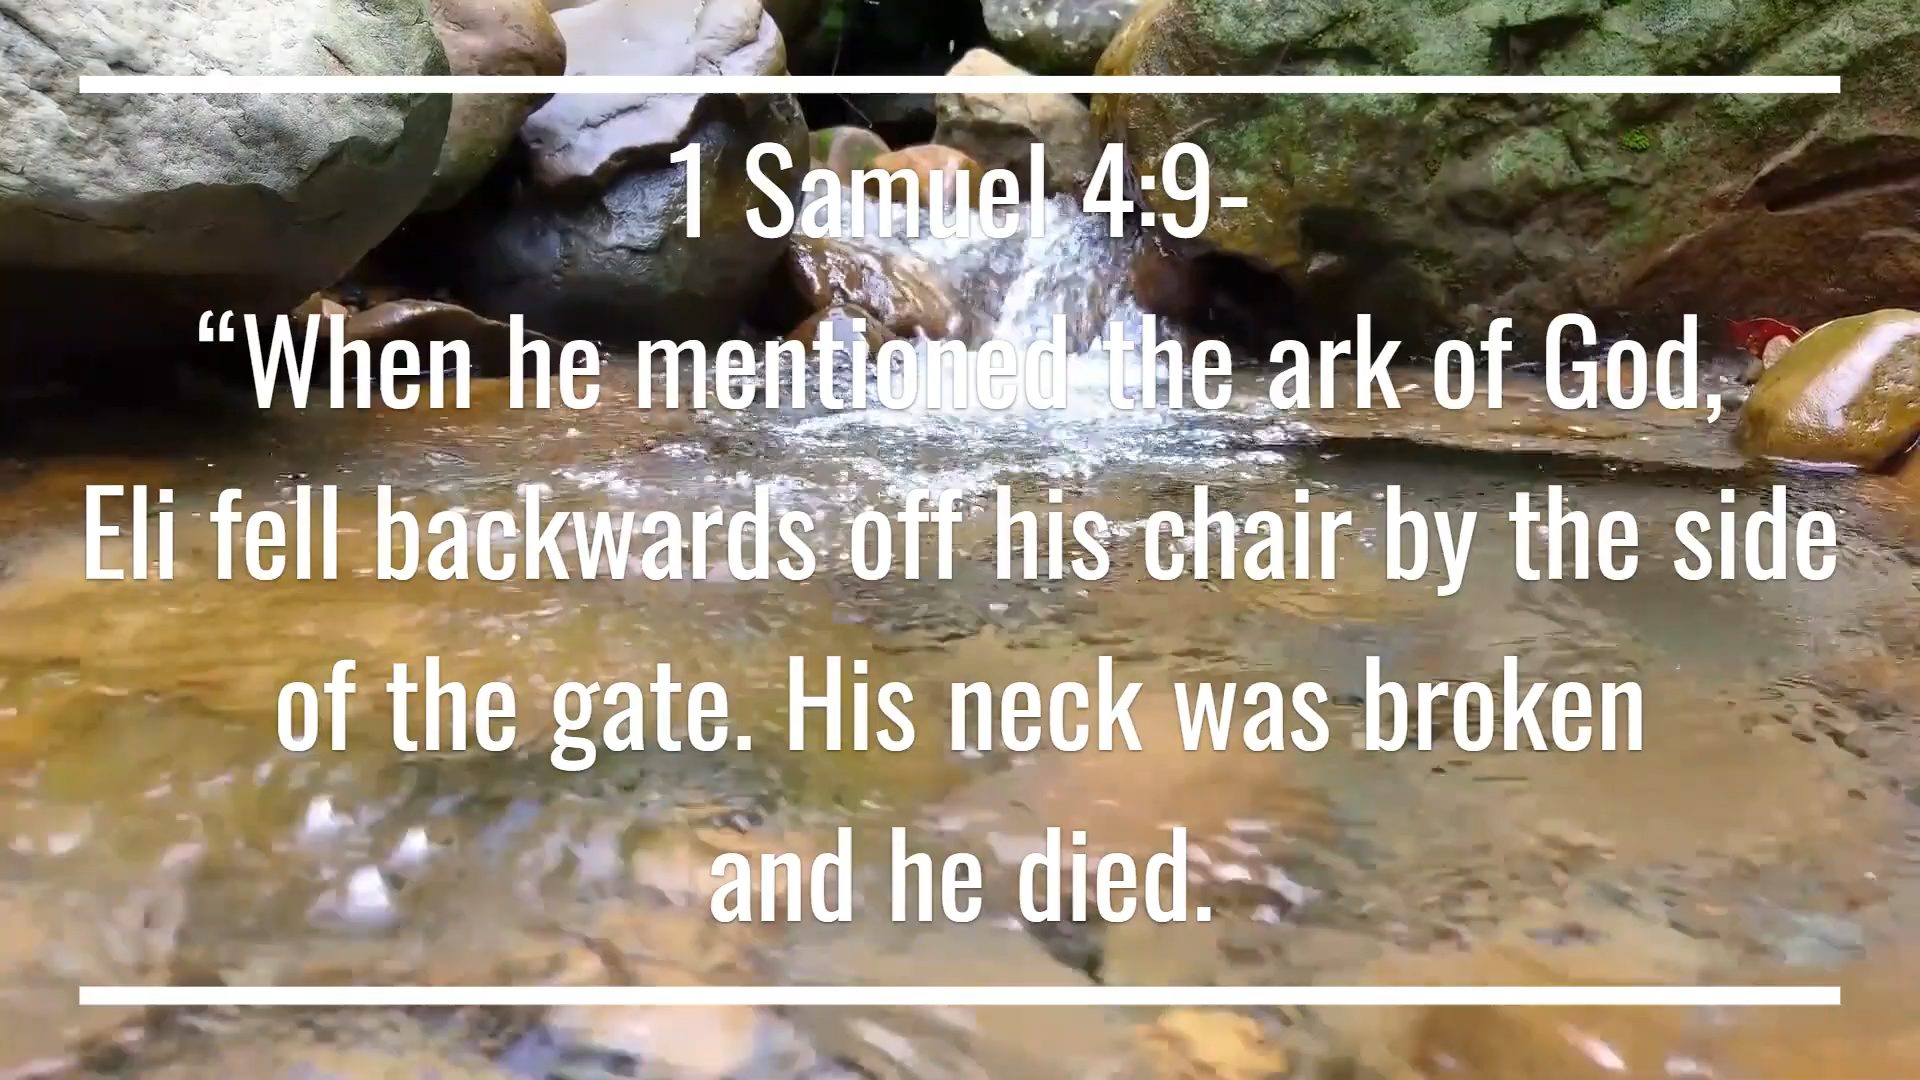 1 Samuel 4:9-
“When he mentioned the ark of God,
Eli fell backwards off his chair by the side
of the gate. His neck was broken
and he died.